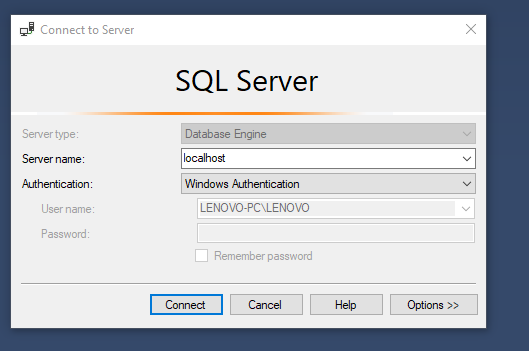 Connect to Server
SQL Server
Server type: Database Engine
Server name: localhost
Authentication: Windows Authentication
User name: LENOVO-PC\LENOVO
Password:
Remember password
Connect Cancel Help Options >>